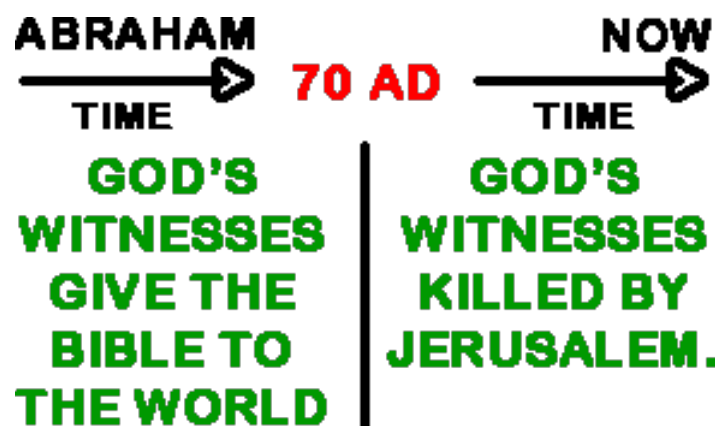 ABRAHAM
NOW
70 AD
TIME
TIME
GOD'S
WITNESSES
GIVE THE
BIBLE TO
THE WORLD
GOD'S
WITNESSES
KILLED BY
JERUSALEM.